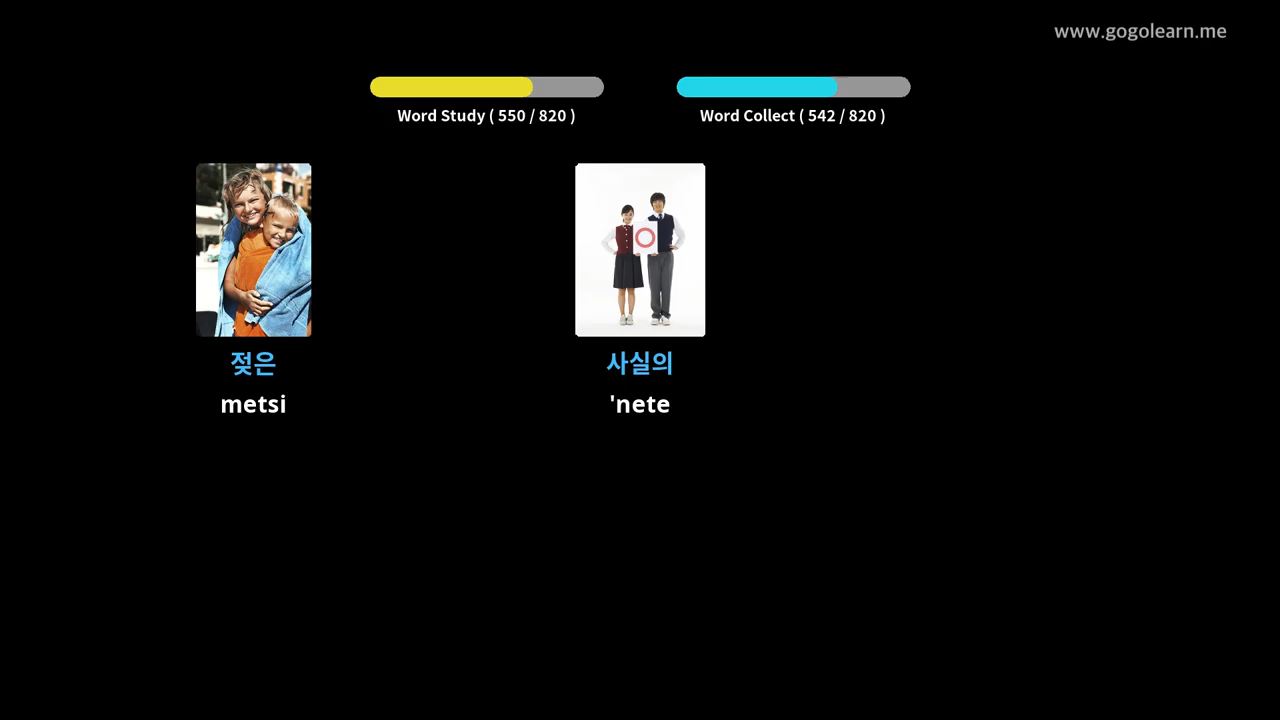 www.gogolearn.me
Word Study ( 550 / 820 )
Word Collect ( 542 / 820 )
젖은
metsi
사실의
'nete